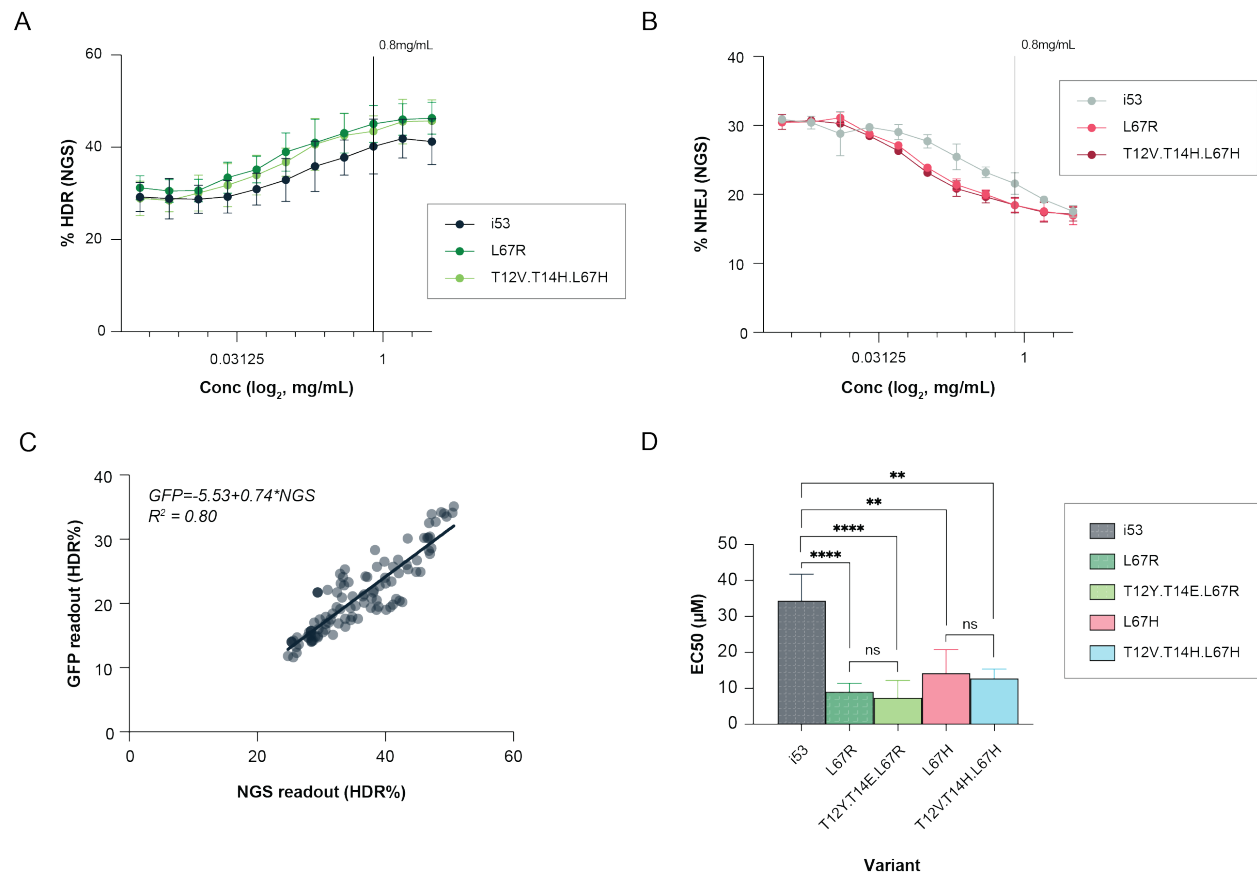 A
0.8mg/mL
60
40
20
0
% HDR (NGS)
0.03125
1
Conc (log2, mg/mL)
i53
L67R
T12V.T14H.L67H
B
0.8mg/mL
40
30
20
10
0
% NHEJ (NGS)
0.03125
1
Conc (log2, mg/mL)
i53
L67R
T12V.T14H.L67H
C
GFP=-5.53+0.74*NGS
R2 = 0.80
40
30
20
10
0
GFP readout (HDR%)
0
20
40
60
NGS readout (HDR%)
D
**
**
****
****
ns
ns
50
40
30
20
10
0
EC50 (µM)
i53
L67R
T12Y.T14E.L67R
L67H
T12V.T14H.L67H
Variant
i53
L67R
T12Y.T14E.L67R
L67H
T12V.T14H.L67H